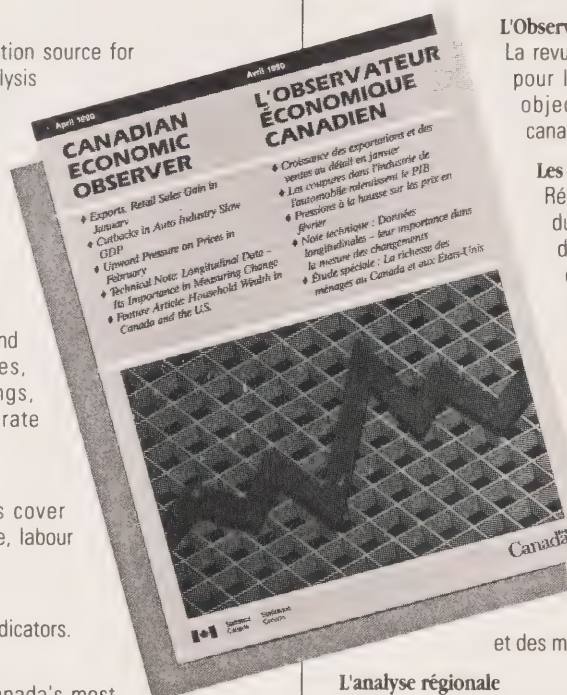 tion source for
lysis
nd
es,
ngs,
rate
s cover
e, labour
dicators.
nada's most
April 1990
CANADIAN
ECONOMIC
OBSERVER
♦ Exports, Retail Sales Gain in
January
♦ Cutbacks in Auto Industry Slow
GDP
♦ Upward Pressure on Prices in
February
♦ Technical Note: Longitudinal Data –
Its Importance in Measuring Change
♦ Feature Article: Household Wealth in
Canada and the U.S.
Avril 1990
L'OBSERVATEUR
ÉCONOMIQUE
CANADIEN
♦ Croissance des exportations et des
ventes au détail en janvier
♦ Les coupures dans l'industrie de
l'automobile ralentissent le PIB
♦ Pressions à la hausse sur les prix en
février
♦ Note technique : Données
longitudinales – leur importance dans
la mesure des changements
♦ Étude spéciale : La richesse des
ménages au Canada et aux États-Unis
Statistics Canada
Statistique Canada
Canada
L'Observ
La revu
pour l
obje
cana
Les
Ré
du
d
et des m
L'analyse régionale